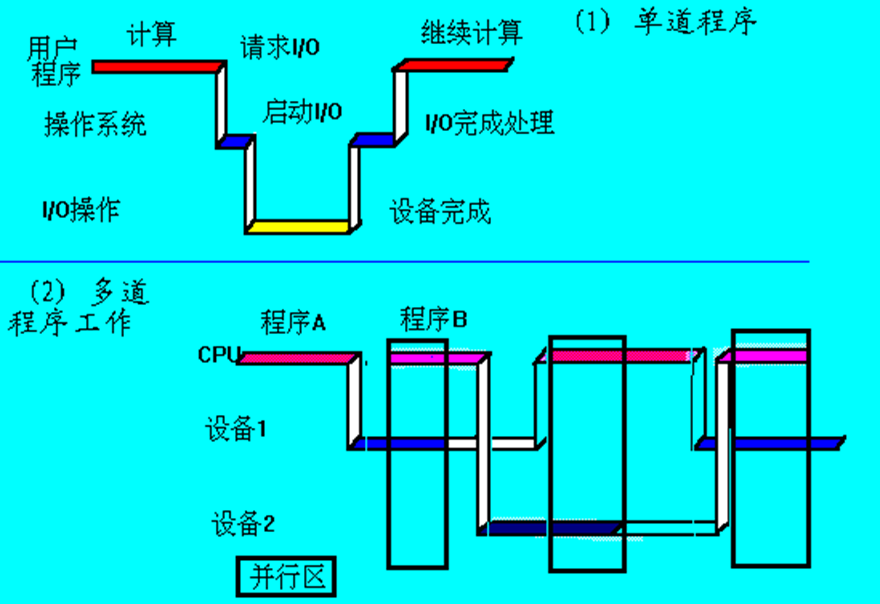 (1) 单道程序
计算
请求I/O
继续计算
用户
程序
操作系统
启动I/O
I/O完成处理
I/O操作
设备完成
(2) 多道
程序工作
程序A
程序B
CPU
设备1
设备2
并行区